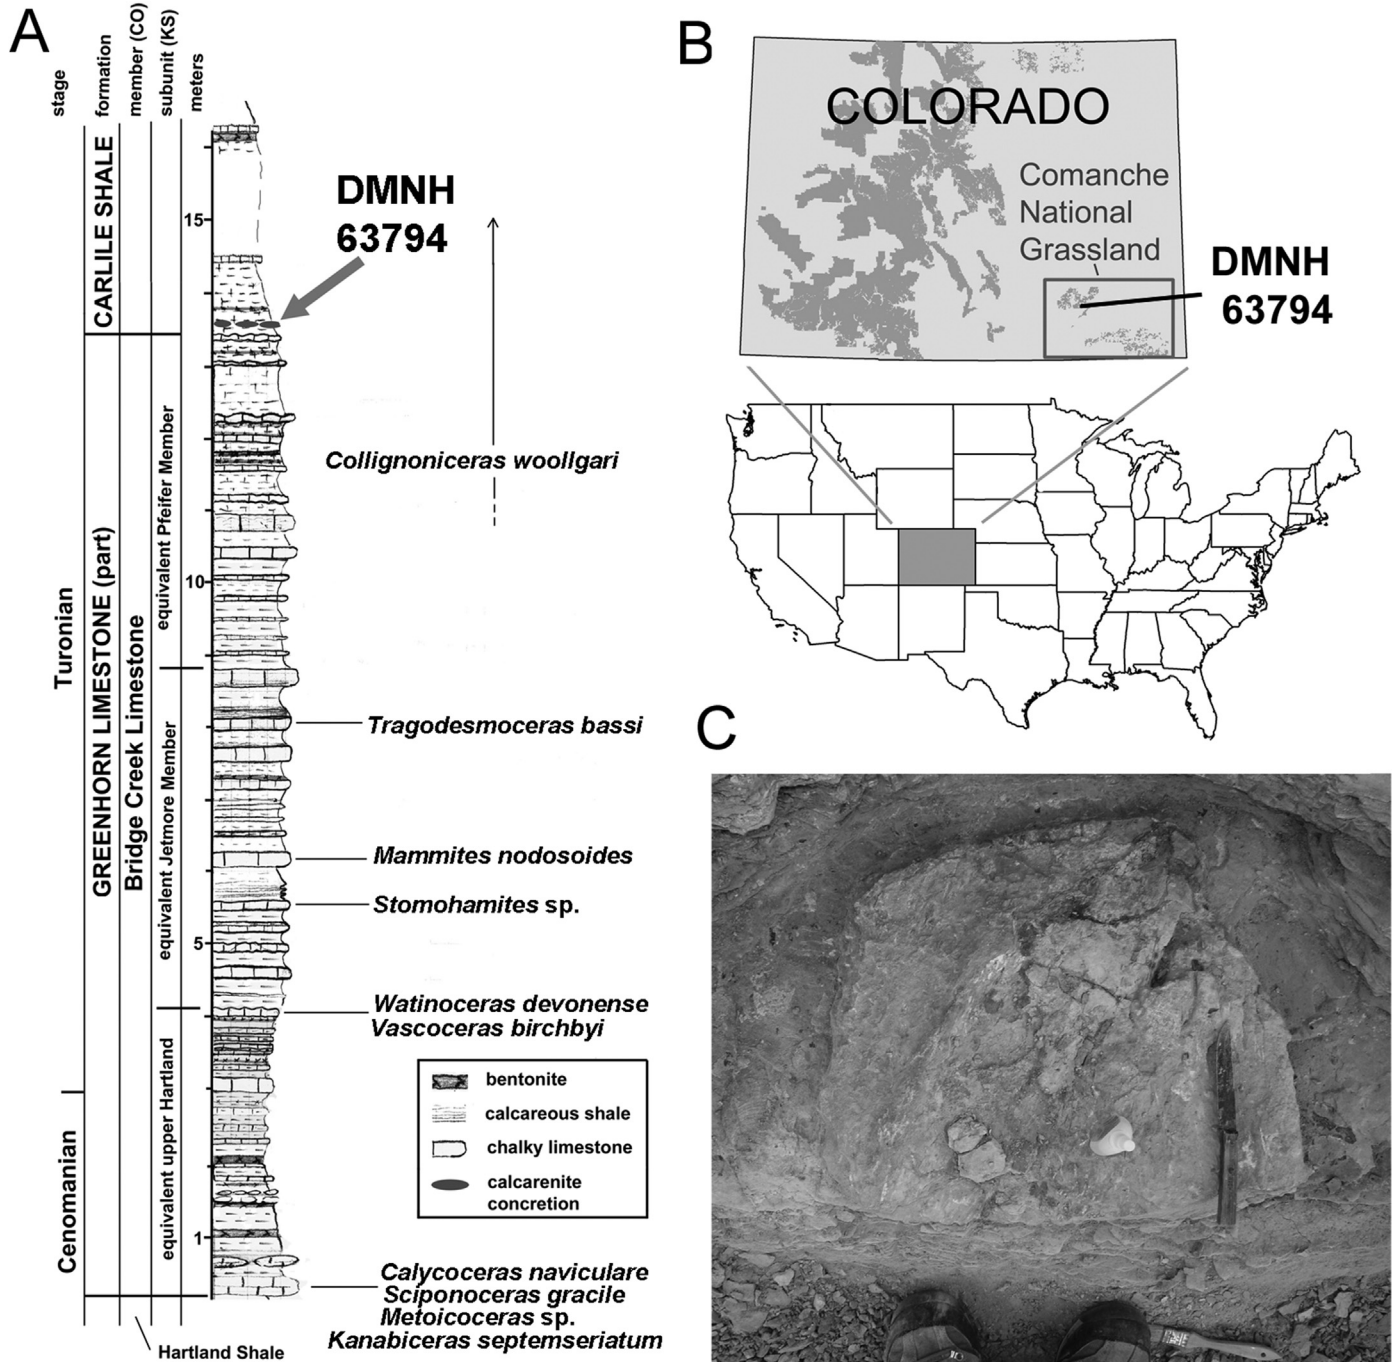 A
stage
formation
member (CO)
subunit (KS)
meters
CARLILE SHALE
GREENHORN LIMESTONE (part)
Bridge Creek Limestone
Turonian
Cenomanian
equivalent Pfeifer Member
equivalent Jetmore Member
equivalent upper Hartland
15
10
5
1
DMNH
63794
Collignoniceras woollgari
Tragodesmoceras bassi
Mammites nodosoides
Stomohamites sp.
Watinoceras devonense
Vascoceras birchbyi
bentonite
calcareous shale
chalky limestone
calcarenite
concretion
Calycoceras naviculare
Sciponoceras gracile
Metoicoceras sp.
Kanabiceras septemseriatum
Hartland Shale
B
COLORADO
Comanche
National
Grassland
DMNH
63794
C